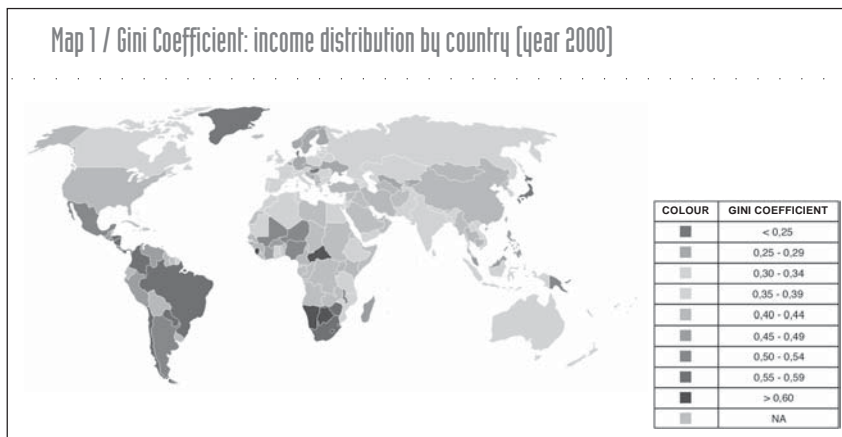 Map 1 / Gini Coefficient: income distribution by country (year 2000)
COLOUR GINI COEFFICIENT
< 0,25
0,25 - 0,29
0,30 - 0,34
0,35 - 0,39
0,40 - 0,44
0,45 - 0,49
0,50 - 0,54
0,55 - 0,59
> 0,60
NA